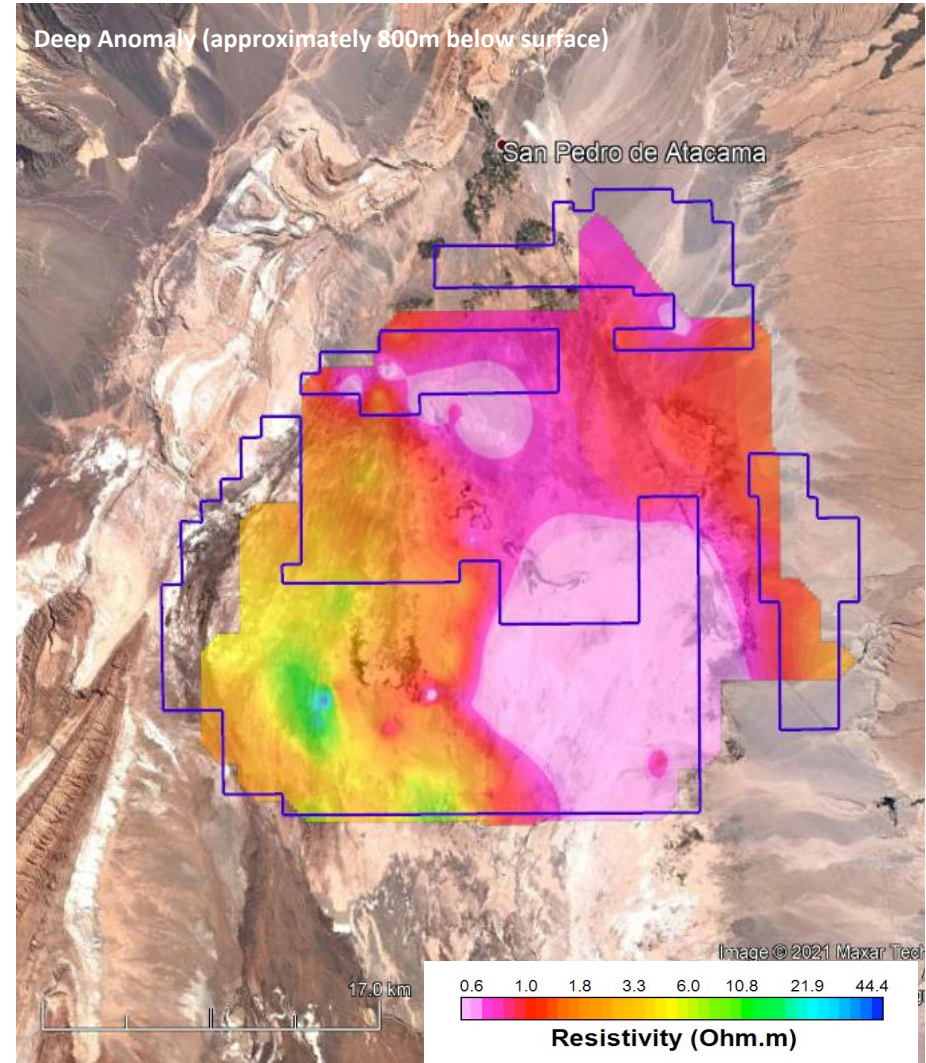 Deep Anomaly (approximately 800m below surface)
San Pedro de Atacama
Image © 2021 Maxar Tech
17.0 km
0.6 1.0 1.8 3.3 6.0 10.8 21.9 44.4
Resistivity (Ohm.m)